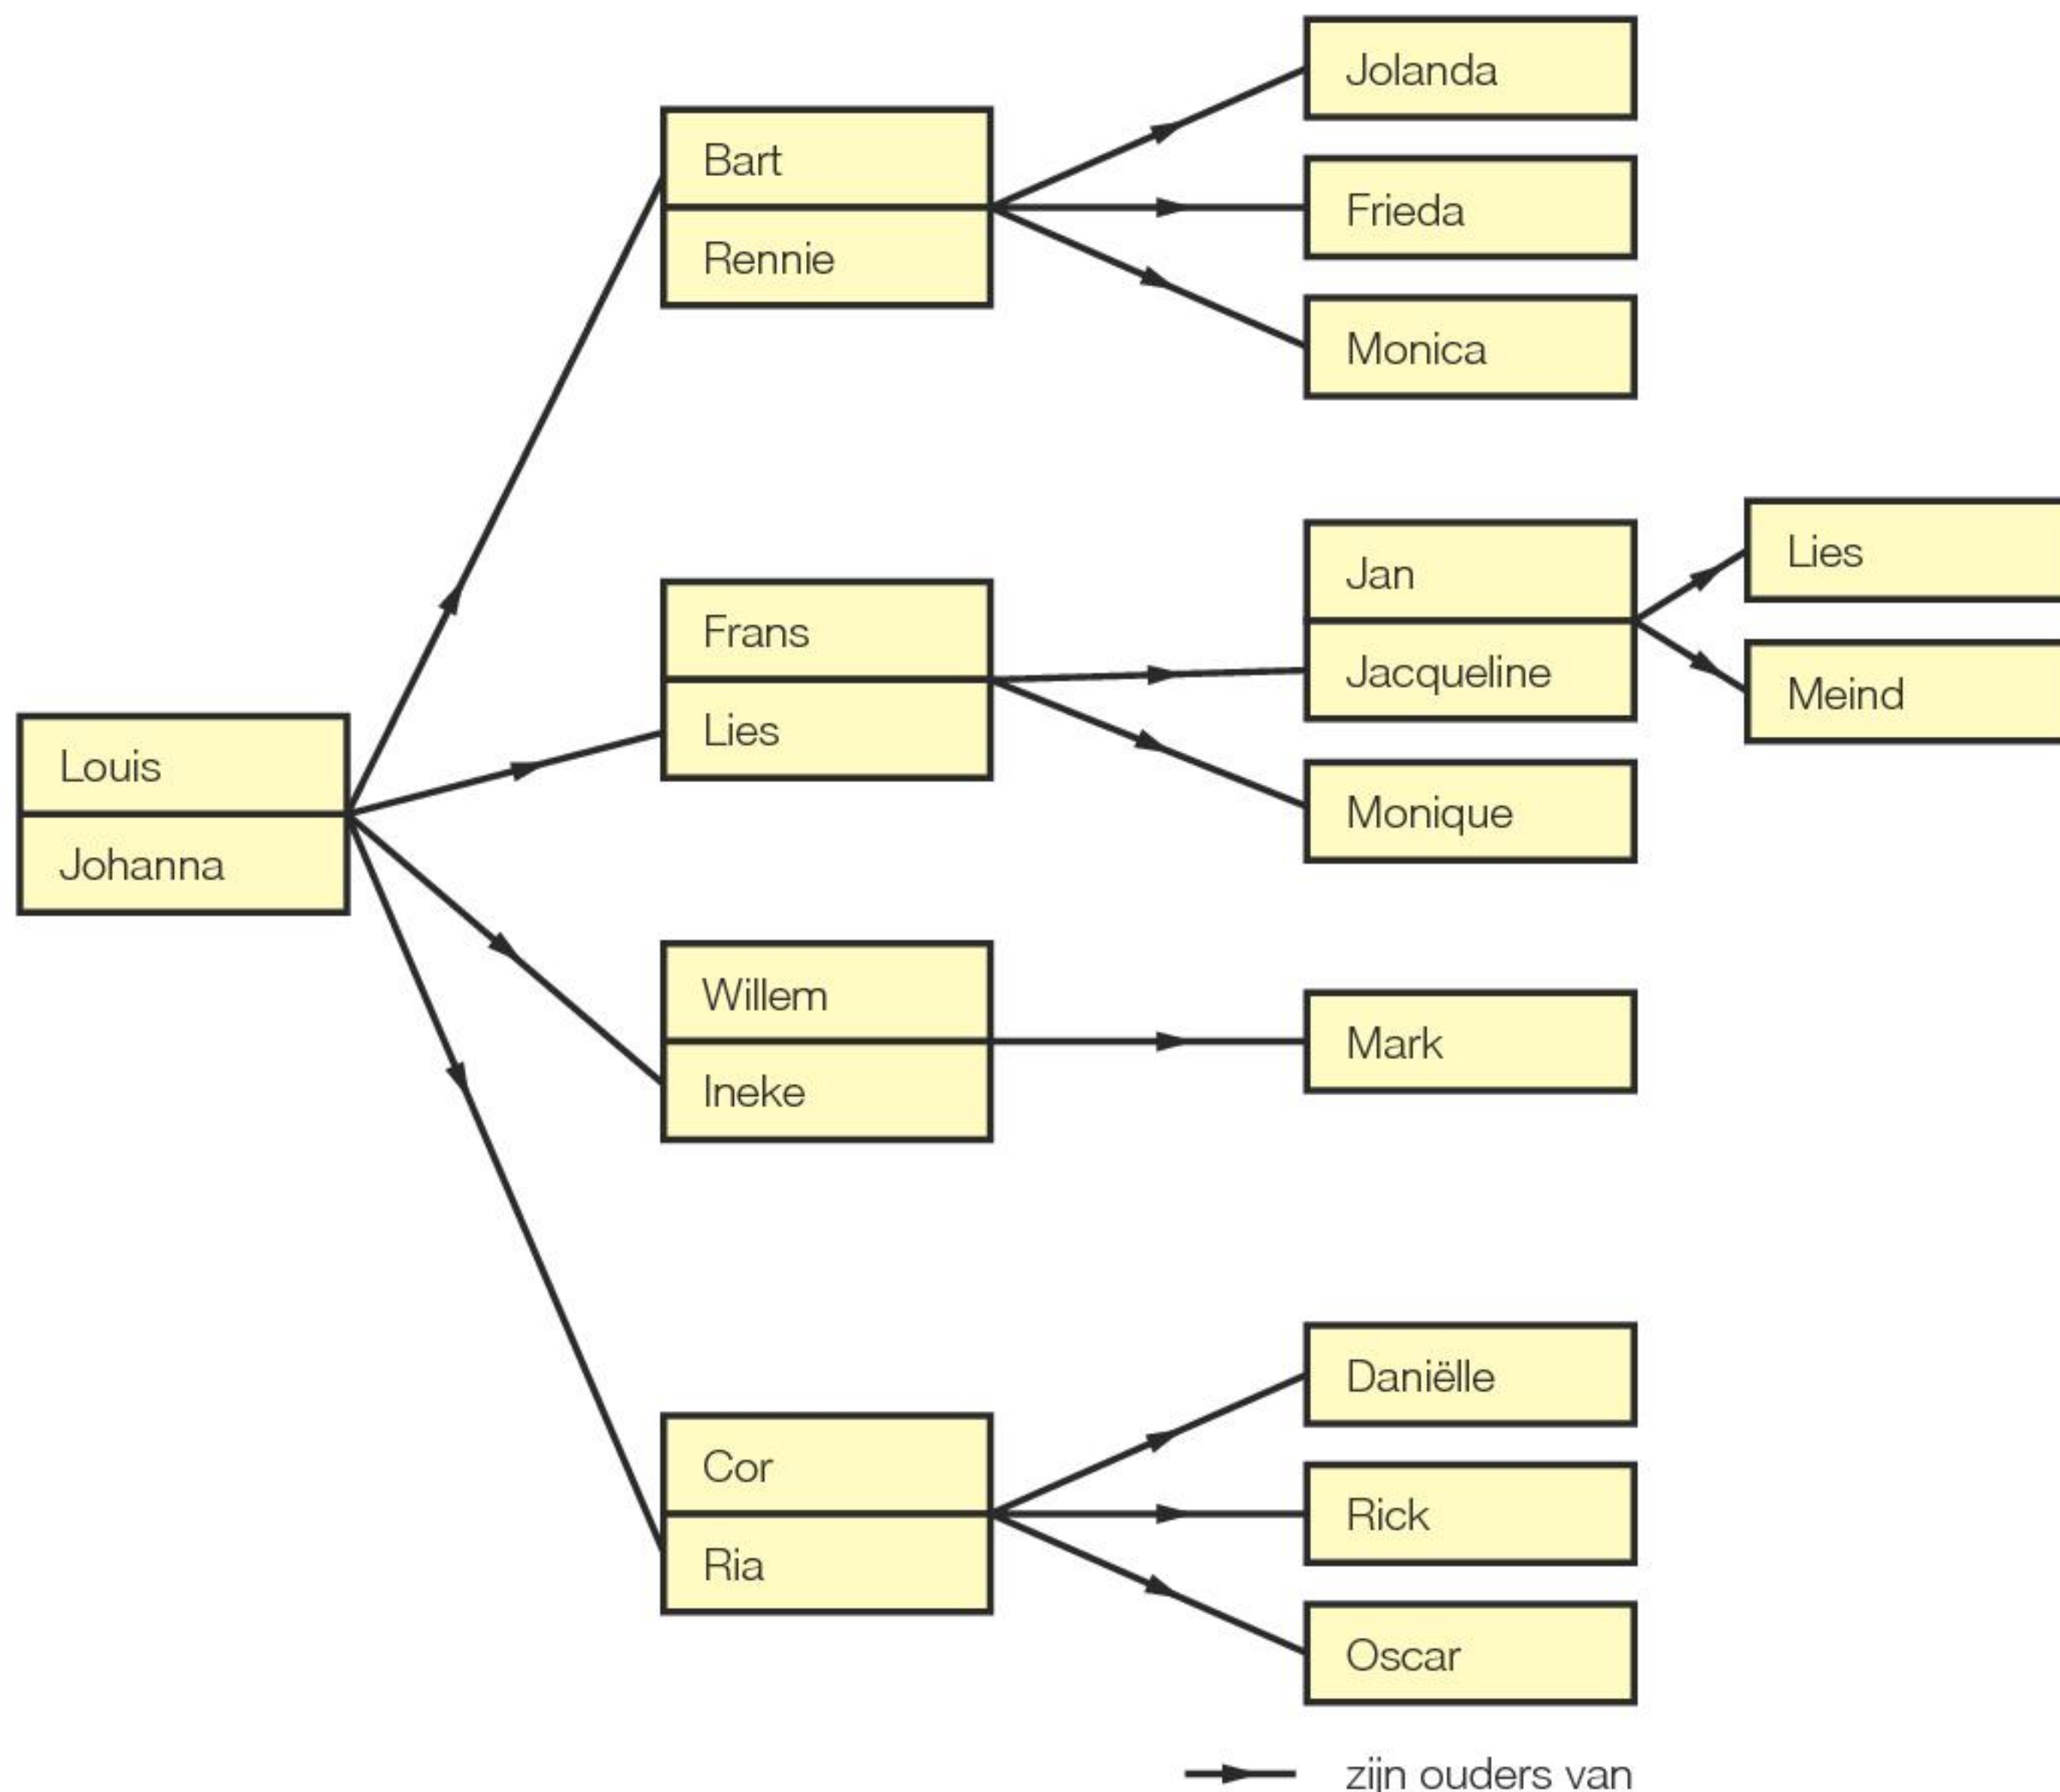 Jolanda
Bart
Frieda
Rennie
Monica
Lies
Jan
Frans
Jacqueline
Meind
Lies
Louis
Monique
Johanna
Willem
Mark
Ineke
Daniëlle
Cor
Rick
Ria
Oscar
zijn ouders van